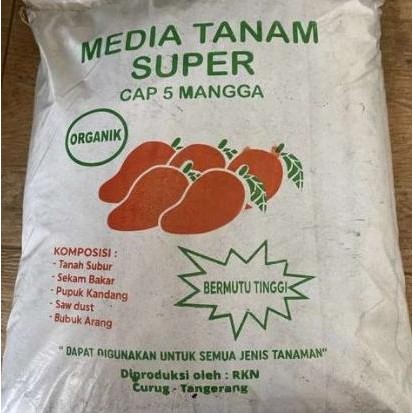 MEDIA TANAM
SUPER
CAP 5 MANGGA
ORGANIK
KOMPOSISI :
- Tanah Subur
- Sekam Bakar
- Pupuk Kandang
- Saw dust
- Bubuk Arang
BERMUTU TINGGI
" DAPAT DIGUNAKAN UNTUK SEMUA JENIS TANAMAN"
Diproduksi oleh : RKN
Curug - Tangerang